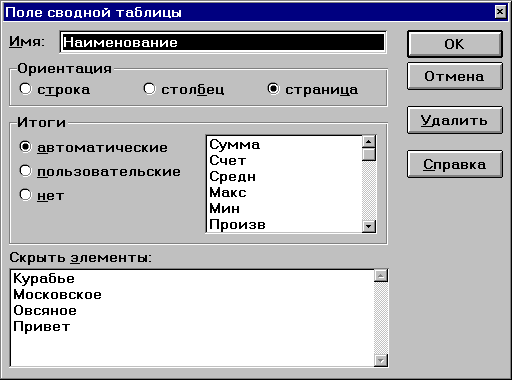 Поле сводной таблицы
Имя: Наименование
OK
Ориентация
Отмена
строка столбец страница
Удалить
Итоги
автоматические
пользовательские
нет
Сумма
Счет
Средн
Макс
Мин
Произв
Справка
Скрыть элементы:
Курабье
Московское
Овсяное
Привет